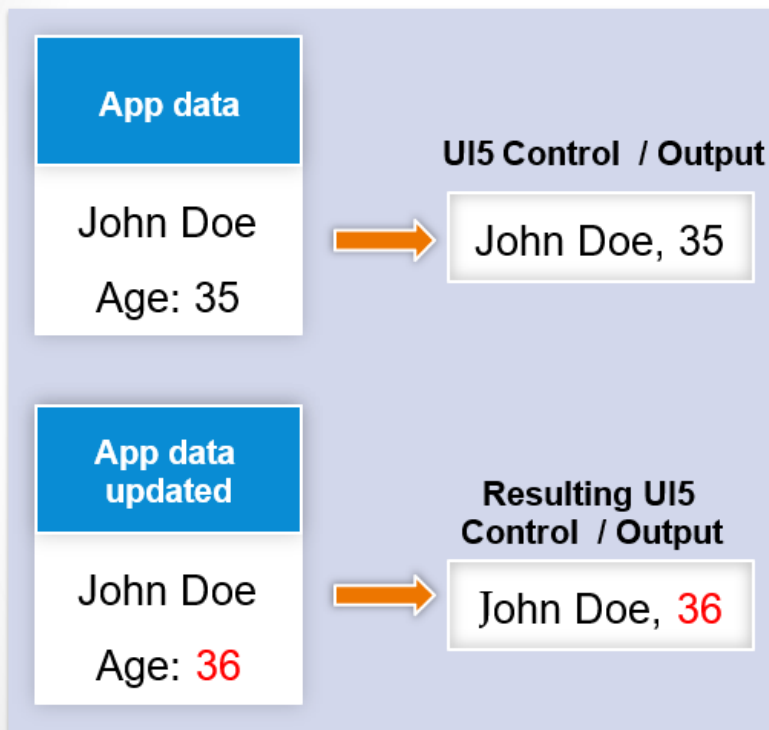 App data
John Doe
Age: 35
UI5 Control / Output
John Doe, 35
App data
updated
John Doe
Age: 36
Resulting UI5
Control / Output
John Doe, 36